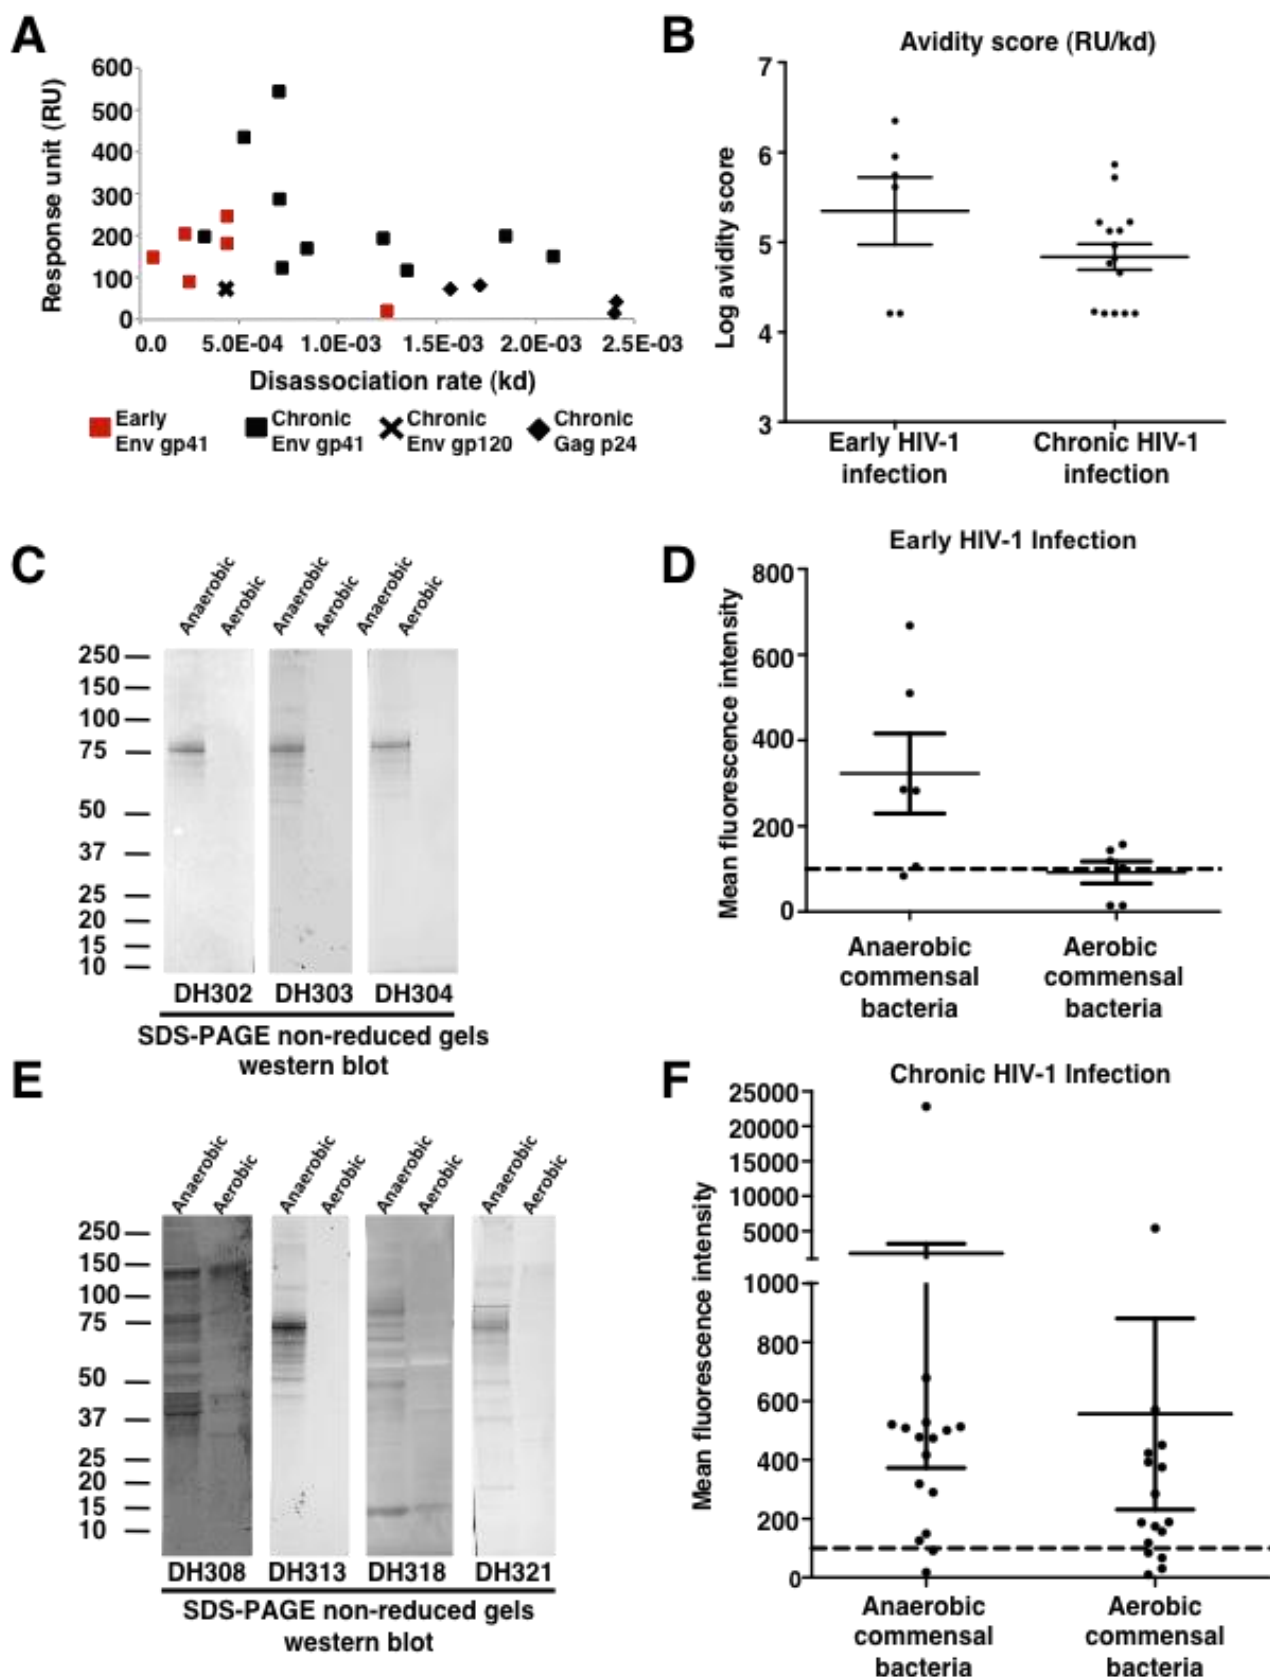 A
600
500
400
300
200
100
0
Response unit (RU)
0.0 5.0E-04 1.0E-03 1.5E-03 2.0E-03 2.5E-03
Disassociation rate (kd)
Early
Env gp41
Chronic
Env gp41
Chronic
Env gp120
Chronic
Gag p24
B
Avidity score (RU/kd)
7
6
5
4
3
Log avidity score
Early HIV-1
infection
Chronic HIV-1
infection
C
Anaerobic
Aerobic
Anaerobic
Aerobic
Anaerobic
Aerobic
250
150
100
75
50
37
25
20
15
10
DH302 DH303 DH304
SDS-PAGE non-reduced gels
western blot
D
Early HIV-1 Infection
800
600
400
200
0
Mean fluorescence intensity
Anaerobic
commensal
bacteria
Aerobic
commensal
bacteria
E
Anaerobic
Aerobic
Anaerobic
Aerobic
Anaerobic
Aerobic
Anaerobic
Aerobic
250
150
100
75
50
37
25
20
15
10
DH308 DH313 DH318 DH321
SDS-PAGE non-reduced gels
western blot
F
Chronic HIV-1 Infection
25000
20000
15000
10000
5000
1000
800
600
400
200
0
Mean fluorescence intensity
Anaerobic
commensal
bacteria
Aerobic
commensal
bacteria